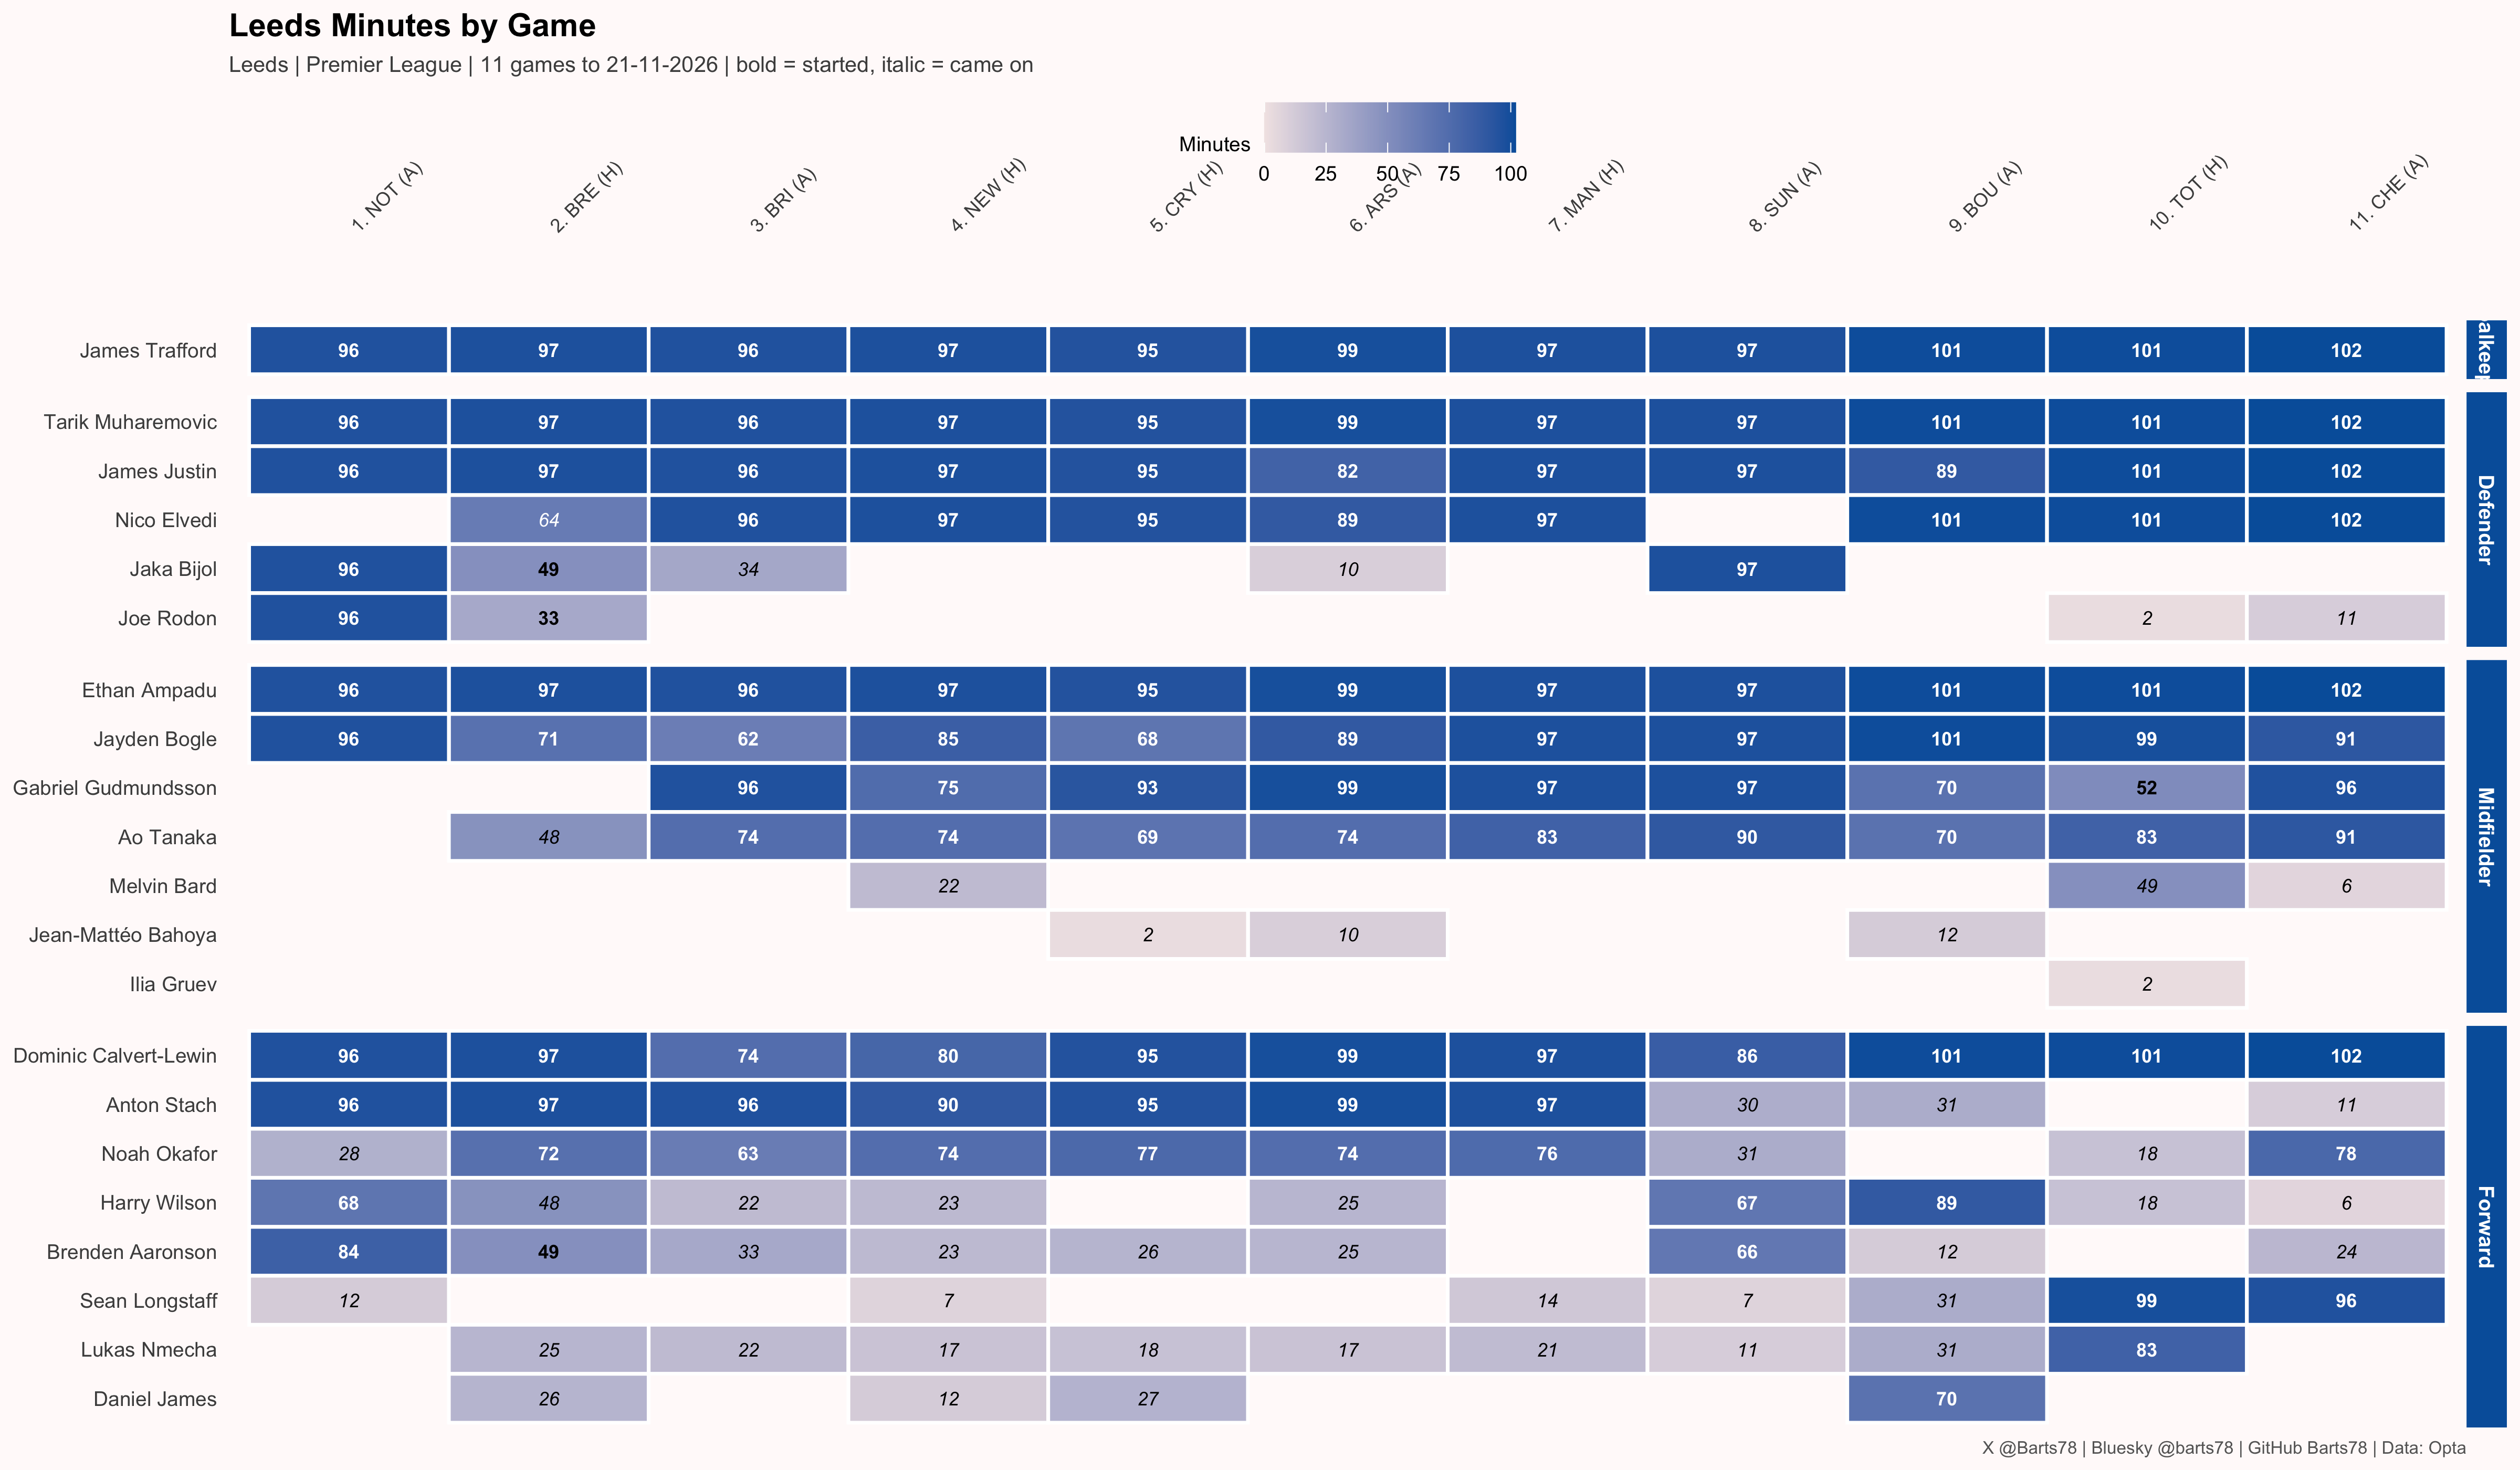 Leeds Minutes by Game
Leeds | Premier League | 11 games to 21-11-2026 | bold = started, italic = came on
Minutes
0 25 50 75 100
1. NOT (A) 2. BRE (H) 3. BRI (A) 4. NEW (H) 5. CRY (H) 6. ARS (A) 7. MAN (H) 8. SUN (A) 9. BOU (A) 10. TOT (H) 11. CHE (A)
James Trafford 96 97 96 97 95 99 97 97 101 101 102
alkeep
Tarik Muharemovic 96 97 96 97 95 99 97 97 101 101 102
James Justin 96 97 96 97 95 82 97 97 89 101 102
Nico Elvedi 64 96 97 95 89 97 101 101 102
Jaka Bijol 96 49 34 10 97
Joe Rodon 96 33 2 11
Defender
Ethan Ampadu 96 97 96 97 95 99 97 97 101 101 102
Jayden Bogle 96 71 62 85 68 89 97 97 101 99 91
Gabriel Gudmundsson 96 75 93 99 97 97 70 52 96
Ao Tanaka 48 74 74 69 74 83 90 70 83 91
Melvin Bard 22 49 6
Jean-Mattéo Bahoya 2 10 12
Ilia Gruev 2
Midfielder
Dominic Calvert-Lewin 96 97 74 80 95 99 97 86 101 101 102
Anton Stach 96 97 96 90 95 99 97 30 31 11
Noah Okafor 28 72 63 74 77 74 76 31 18 78
Harry Wilson 68 48 22 23 25 67 89 18 6
Brenden Aaronson 84 49 33 23 26 25 66 12 24
Sean Longstaff 12 7 14 7 31 99 96
Lukas Nmecha 25 22 17 18 17 21 11 31 83
Daniel James 26 12 27 70
Forward
X @Barts78 | Bluesky @barts78 | GitHub Barts78 | Data: Opta